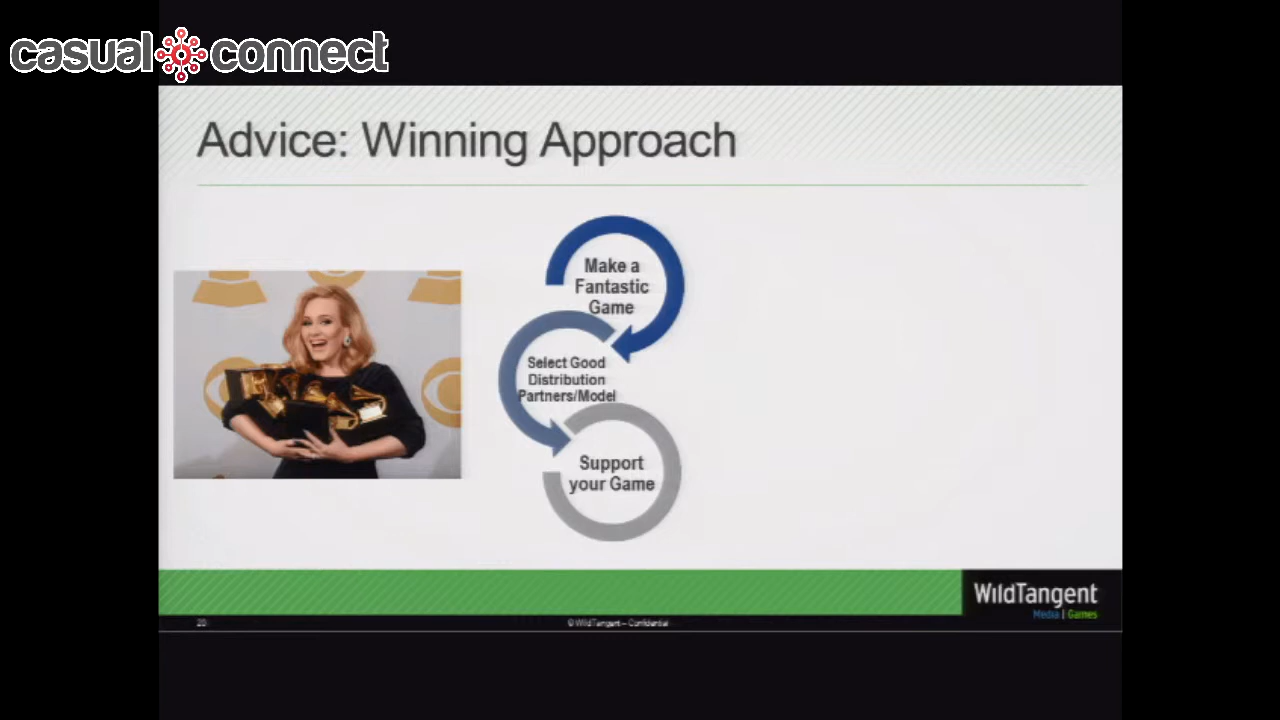 casual connect
Advice: Winning Approach
Make a
Fantastic
Game
Select Good
Distribution
Partners/Model
Support
your Game
WildTangent
Media | Games
20
© WildTangent – Confidential